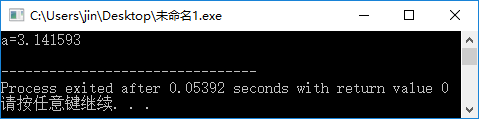 C:\Users\jin\Desktop\未命名1.exe
a=3.141593
--------------------------------
Process exited after 0.05392 seconds with return value 0
请按任意键继续. . .